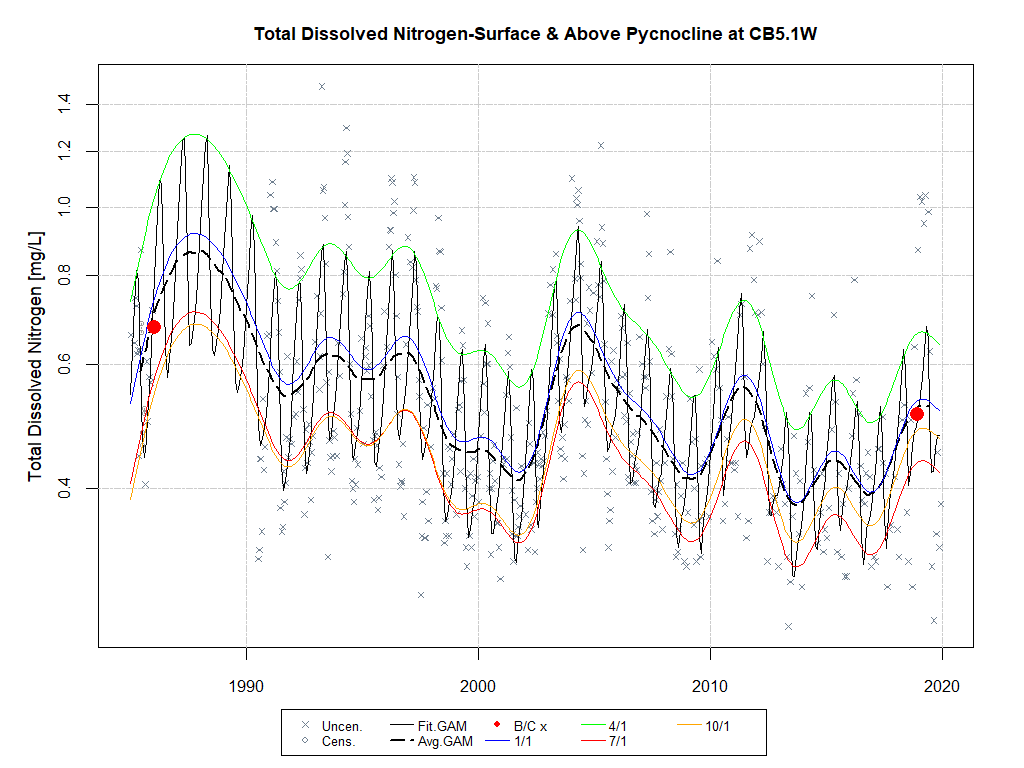 Total Dissolved Nitrogen-Surface & Above Pycnocline at CB5.1W
Total Dissolved Nitrogen [mg/L]
1.4
1.2
1.0
0.8
0.6
0.4
1990 2000 2010 2020
Uncen. Fit.GAM B/C x 4/1 10/1
Cens. Avg.GAM 1/1 7/1